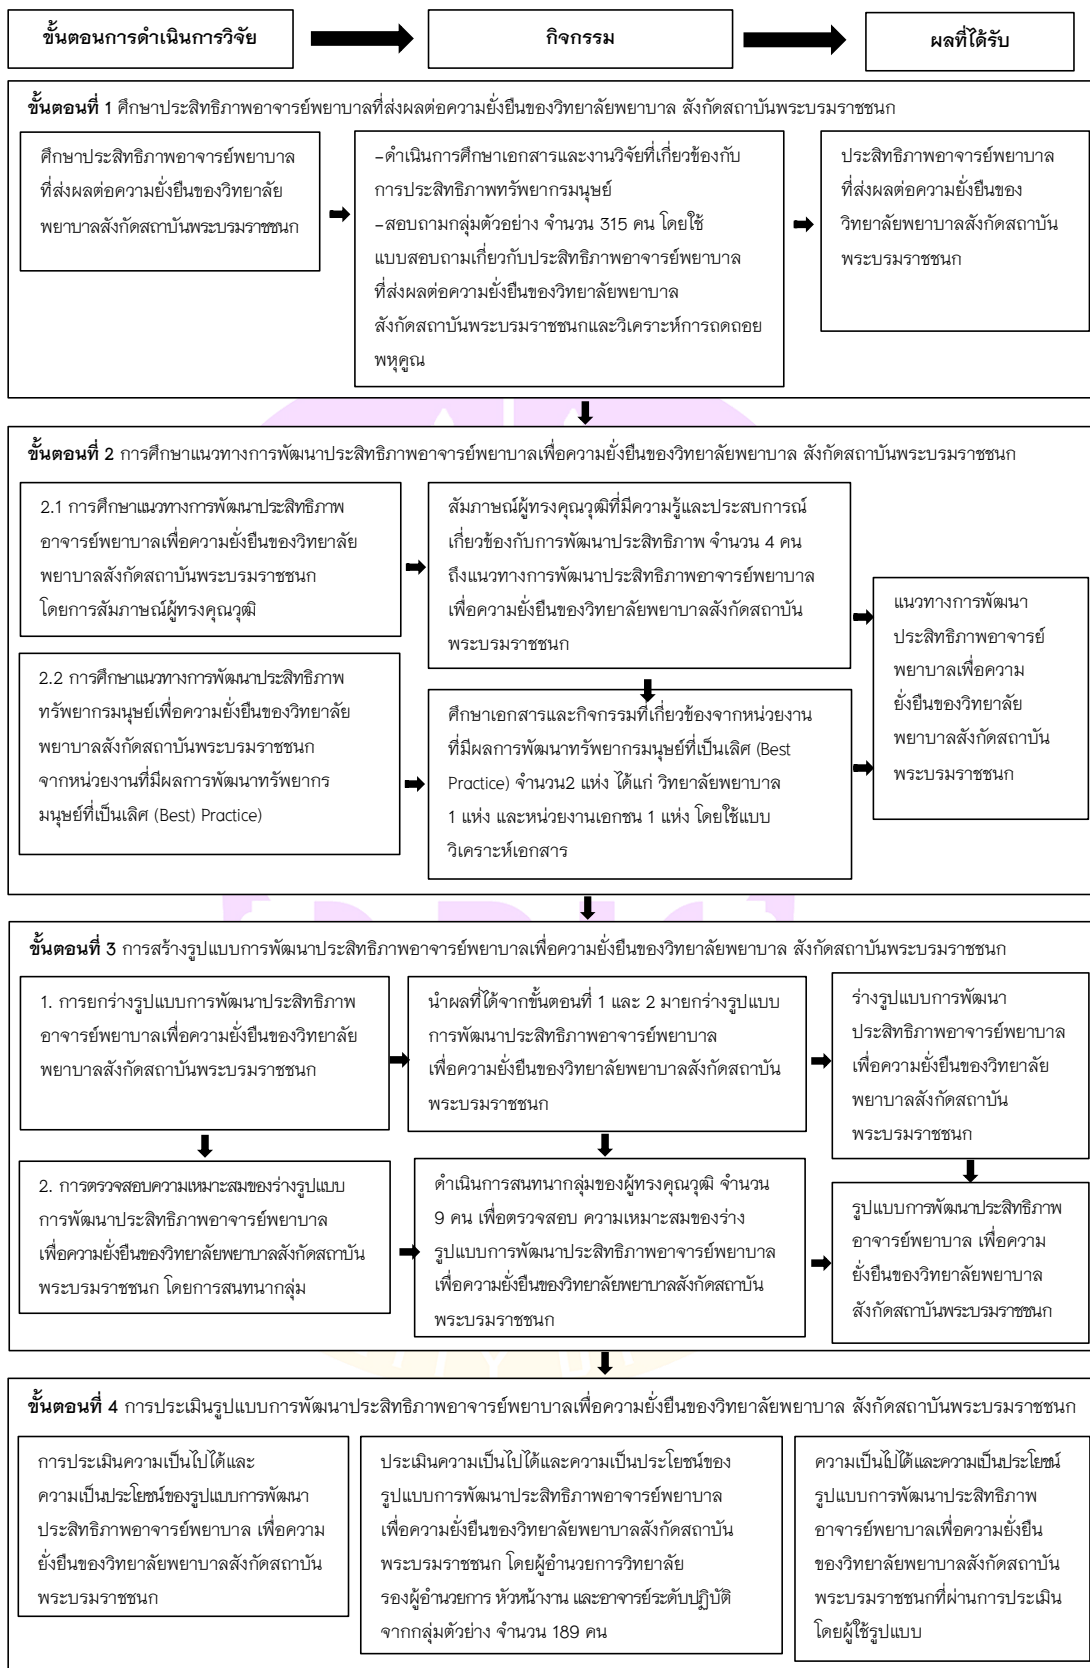 ขั้นตอนการดำเนินการวิจัย
กิจกรรม
ผลที่ได้รับ
ขั้นตอนที่ 1 ศึกษาประสิทธิภาพอาจารย์พยาบาลที่ส่งผลต่อความยั่งยืนของวิทยาลัยพยาบาล สังกัดสถาบันพระบรมราชชนก
ศึกษาประสิทธิภาพอาจารย์พยาบาล
ที่ส่งผลต่อความยั่งยืนของวิทยาลัย
พยาบาลสังกัดสถาบันพระบรมราชชนก
-ดำเนินการศึกษาเอกสารและงานวิจัยที่เกี่ยวข้องกับ
การประสิทธิภาพทรัพยากรมนุษย์
-สอบถามกลุ่มตัวอย่าง จำนวน 315 คน โดยใช้
แบบสอบถามเกี่ยวกับประสิทธิภาพอาจารย์พยาบาล
ที่ส่งผลต่อความยั่งยืนของวิทยาลัยพยาบาล
สังกัดสถาบันพระบรมราชชนกและวิเคราะห์การถดถอย
พหุคูณ
ประสิทธิภาพอาจารย์พยาบาล
ที่ส่งผลต่อความยั่งยืนของ
วิทยาลัยพยาบาลสังกัดสถาบัน
พระบรมราชชนก
ขั้นตอนที่ 2 การศึกษาแนวทางการพัฒนาประสิทธิภาพอาจารย์พยาบาลเพื่อความยั่งยืนของวิทยาลัยพยาบาล สังกัดสถาบันพระบรมราชชนก
2.1 การศึกษาแนวทางการพัฒนาประสิทธิภาพ
อาจารย์พยาบาลเพื่อความยั่งยืนของวิทยาลัย
พยาบาลสังกัดสถาบันพระบรมราชชนก
โดยการสัมภาษณ์ผู้ทรงคุณวุฒิ
สัมภาษณ์ผู้ทรงคุณวุฒิที่มีความรู้และประสบการณ์
เกี่ยวข้องกับการพัฒนาประสิทธิภาพ จำนวน 4 คน
ถึงแนวทางการพัฒนาประสิทธิภาพอาจารย์พยาบาล
เพื่อความยั่งยืนของวิทยาลัยพยาบาลสังกัดสถาบัน
พระบรมราชชนก
2.2 การศึกษาแนวทางการพัฒนาประสิทธิภาพ
ทรัพยากรมนุษย์เพื่อความยั่งยืนของวิทยาลัย
พยาบาลสังกัดสถาบันพระบรมราชชนก
จากหน่วยงานที่มีผลการพัฒนาทรัพยากร
มนุษย์ที่เป็นเลิศ (Best) Practice)
ศึกษาเอกสารและกิจกรรมที่เกี่ยวข้องจากหน่วยงาน
ที่มีผลการพัฒนาทรัพยากรมนุษย์ที่เป็นเลิศ (Best
Practice) จำนวน2 แห่ง ได้แก่ วิทยาลัยพยาบาล
1 แห่ง และหน่วยงานเอกชน 1 แห่ง โดยใช้แบบ
วิเคราะห์เอกสาร
แนวทางการพัฒนา
ประสิทธิภาพอาจารย์
พยาบาลเพื่อความ
ยั่งยืนของวิทยาลัย
พยาบาลสังกัดสถาบัน
พระบรมราชชนก
ขั้นตอนที่ 3 การสร้างรูปแบบการพัฒนาประสิทธิภาพอาจารย์พยาบาลเพื่อความยั่งยืนของวิทยาลัยพยาบาล สังกัดสถาบันพระบรมราชชนก
1. การยกร่างรูปแบบการพัฒนาประสิทธิภาพ
อาจารย์พยาบาลเพื่อความยั่งยืนของวิทยาลัย
พยาบาลสังกัดสถาบันพระบรมราชชนก
นำผลที่ได้จากขั้นตอนที่ 1 และ 2 มายกร่างรูปแบบ
การพัฒนาประสิทธิภาพอาจารย์พยาบาล
เพื่อความยั่งยืนของวิทยาลัยพยาบาลสังกัดสถาบัน
พระบรมราชชนก
ร่างรูปแบบการพัฒนา
ประสิทธิภาพอาจารย์พยาบาล
เพื่อความยั่งยืนของวิทยาลัย
พยาบาลสังกัดสถาบัน
พระบรมราชชนก
2. การตรวจสอบความเหมาะสมของร่างรูปแบบ
การพัฒนาประสิทธิภาพอาจารย์พยาบาล
เพื่อความยั่งยืนของวิทยาลัยพยาบาลสังกัดสถาบัน
พระบรมราชชนก โดยการสนทนากลุ่ม
ดำเนินการสนทนากลุ่มของผู้ทรงคุณวุฒิ จำนวน
9 คน เพื่อตรวจสอบ ความเหมาะสมของร่าง
รูปแบบการพัฒนาประสิทธิภาพอาจารย์พยาบาล
เพื่อความยั่งยืนของวิทยาลัยพยาบาลสังกัดสถาบัน
พระบรมราชชนก
รูปแบบการพัฒนาประสิทธิภาพ
อาจารย์พยาบาล เพื่อความ
ยั่งยืนของวิทยาลัยพยาบาล
สังกัดสถาบันพระบรมราชชนก
ขั้นตอนที่ 4 การประเมินรูปแบบการพัฒนาประสิทธิภาพอาจารย์พยาบาลเพื่อความยั่งยืนของวิทยาลัยพยาบาล สังกัดสถาบันพระบรมราชชนก
การประเมินความเป็นไปได้และ
ความเป็นประโยชน์ของรูปแบบการพัฒนา
ประสิทธิภาพอาจารย์พยาบาล เพื่อความ
ยั่งยืนของวิทยาลัยพยาบาลสังกัดสถาบัน
พระบรมราชชนก
ประเมินความเป็นไปได้และความเป็นประโยชน์ของ
รูปแบบการพัฒนาประสิทธิภาพอาจารย์พยาบาล
เพื่อความยั่งยืนของวิทยาลัยพยาบาลสังกัดสถาบัน
พระบรมราชชนก โดยผู้อำนวยการวิทยาลัย
รองผู้อำนวยการ หัวหน้างาน และอาจารย์ระดับปฏิบัติ
จากกลุ่มตัวอย่าง จำนวน 189 คน
ความเป็นไปได้และความเป็นประโยชน์
รูปแบบการพัฒนาประสิทธิภาพ
อาจารย์พยาบาลเพื่อความยั่งยืน
ของวิทยาลัยพยาบาลสังกัดสถาบัน
พระบรมราชชนกที่ผ่านการประเมิน
โดยผู้ใช้รูปแบบ